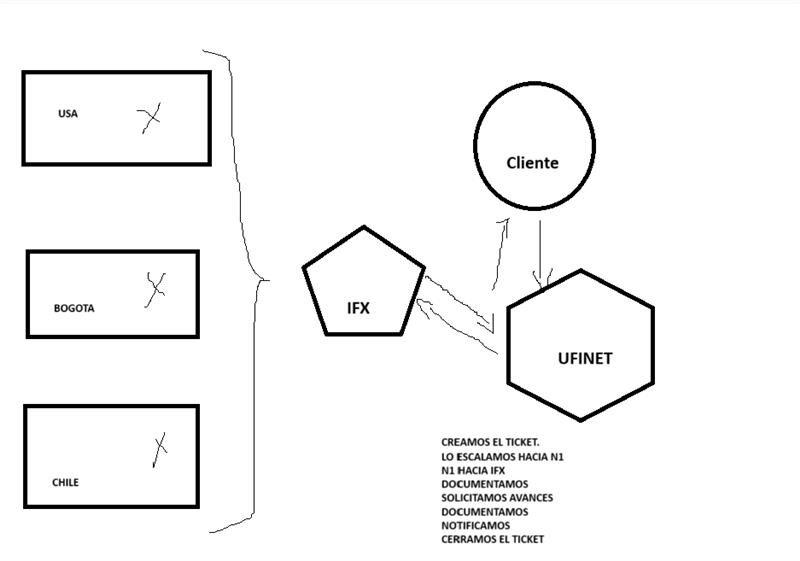 USA
X
BOGOTA
X
CHILE
X
IFX
Cliente
UFINET
CREAMOS EL TICKET.
LO ESCALAMOS HACIA N1
N1 HACIA IFX
DOCUMENTAMOS
SOLICITAMOS AVANCES
DOCUMENTAMOS
NOTIFICAMOS
CERRAMOS EL TICKET